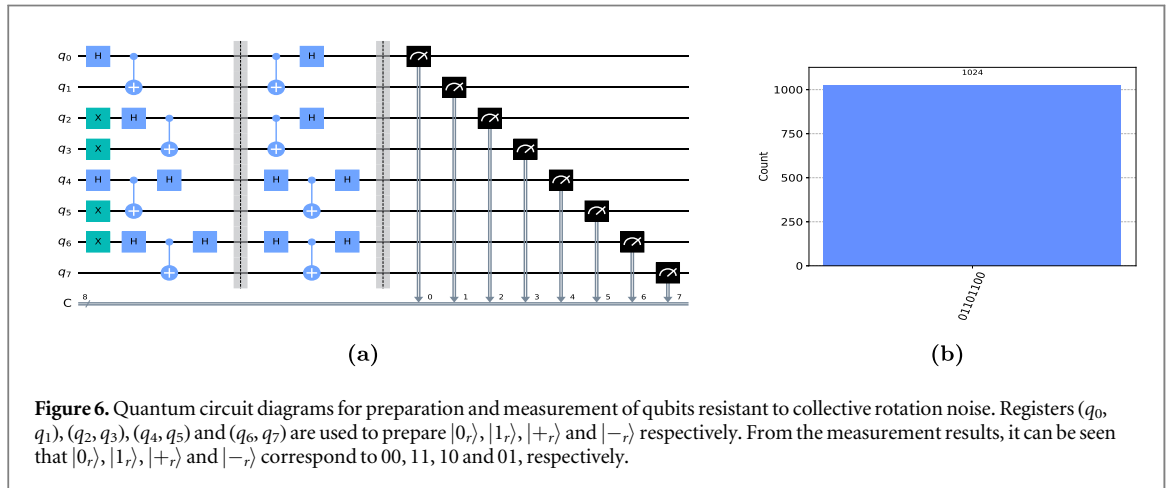 q0 H H
q1
q2 X H
q3 X
q4 H H H H
q5 X
q6 X H H H H
q7
C 8 0 1 2 3 4 5 6 7
(a)
1024
1000
750
500
250
0
Count
01101100
(b)
Figure 6. Quantum circuit diagrams for preparation and measurement of qubits resistant to collective rotation noise. Registers (q₀,
q₁), (q₂, q₃), (q₄, q₅) and (q₆, q₇) are used to prepare |0ᵣ⟩, |1ᵣ⟩, |+ᵣ⟩ and |−ᵣ⟩ respectively. From the measurement results, it can be seen
that |0ᵣ⟩, |1ᵣ⟩, |+ᵣ⟩ and |−ᵣ⟩ correspond to 00, 11, 10 and 01, respectively.